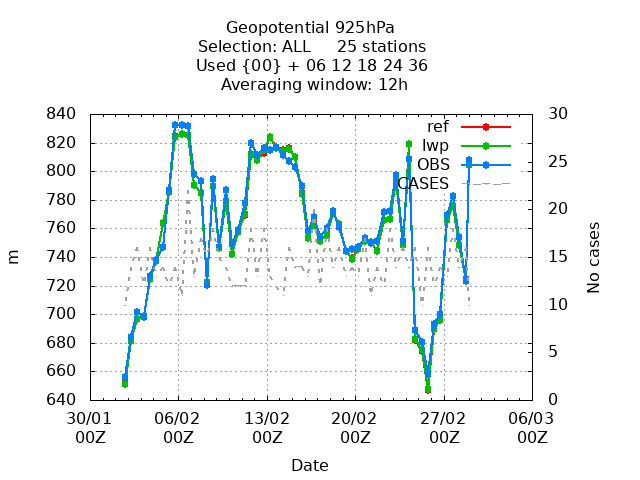 Geopotential 925hPa
Selection: ALL 25 stations
Used {00} + 06 12 18 24 36
Averaging window: 12h
840 30
820 25
800 20
780 15
760 10
740 5
720 0
700
680
660
640
ref
lwp
OBS
CASES
m
No cases
30/01 06/02 13/02 20/02 27/02 06/03
00Z 00Z 00Z 00Z 00Z 00Z
Date